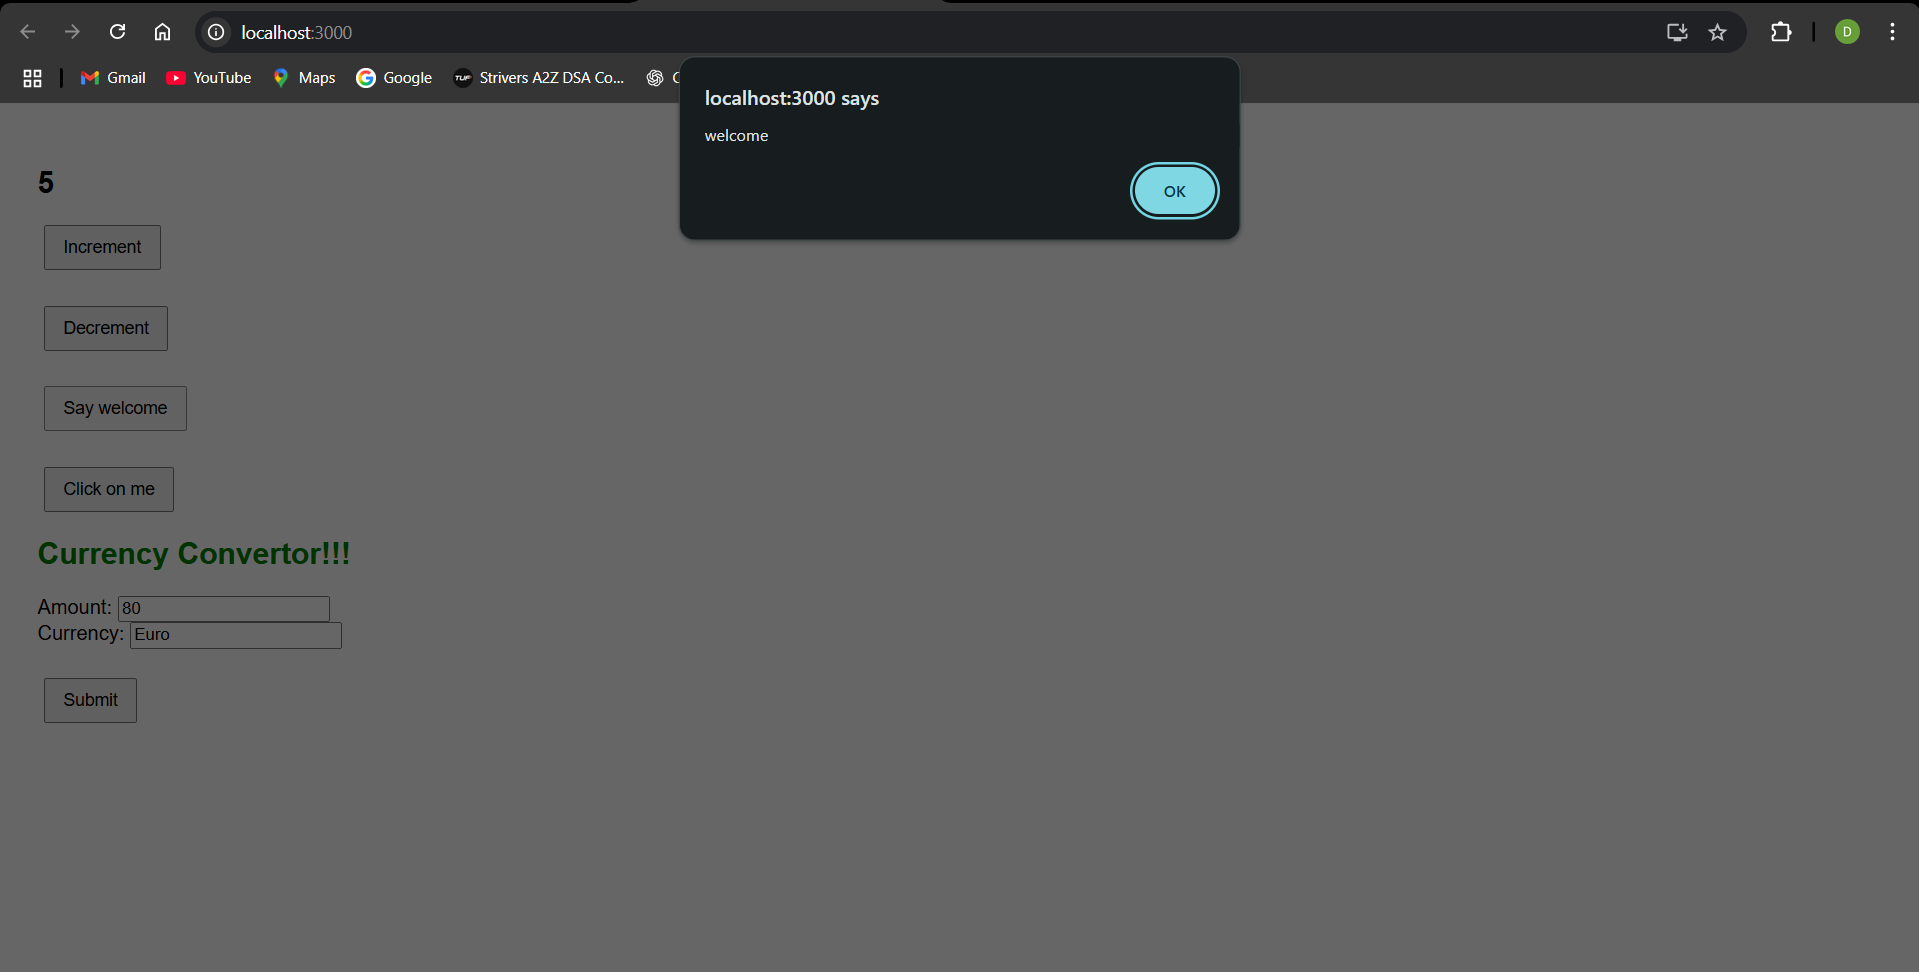 localhost:3000
D
Gmail YouTube Maps Google TUF Strivers A2Z DSA Co...
localhost:3000 says
welcome
OK
5
Increment
Decrement
Say welcome
Click on me
Currency Convertor!!!
Amount: 80
Currency: Euro
Submit